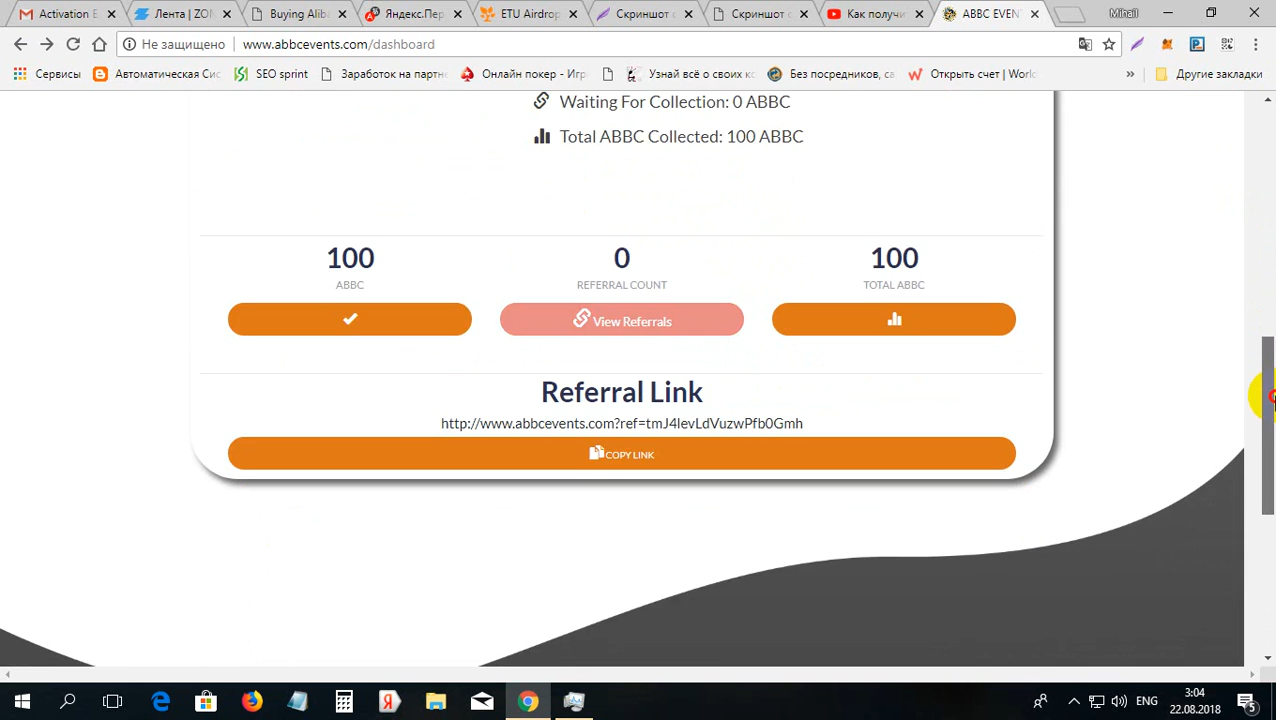 Activation E
Лента | ZON
Buying Alib
Яндекс.Пер
ETU Airdrop
Скриншот с
Скриншот с
Как получи
ABBC EVEN
Mihail
Не защищено
www.abbcevents.com/dashboard
Сервисы
Автоматическая Сис
SEO sprint
Заработок на партн
Онлайн покер - Игр
Узнай всё о своих ко
Без посредников, са
Открыть счет | World
»
Другие закладки
Waiting For Collection: 0 ABBC
Total ABBC Collected: 100 ABBC
100
ABBC
0
REFERRAL COUNT
View Referrals
100
TOTAL ABBC
Referral Link
http://www.abbcevents.com?ref=tmJ4levLdVuzwPfb0Gmh
COPY LINK
ENG
3:04
22.08.2018
5